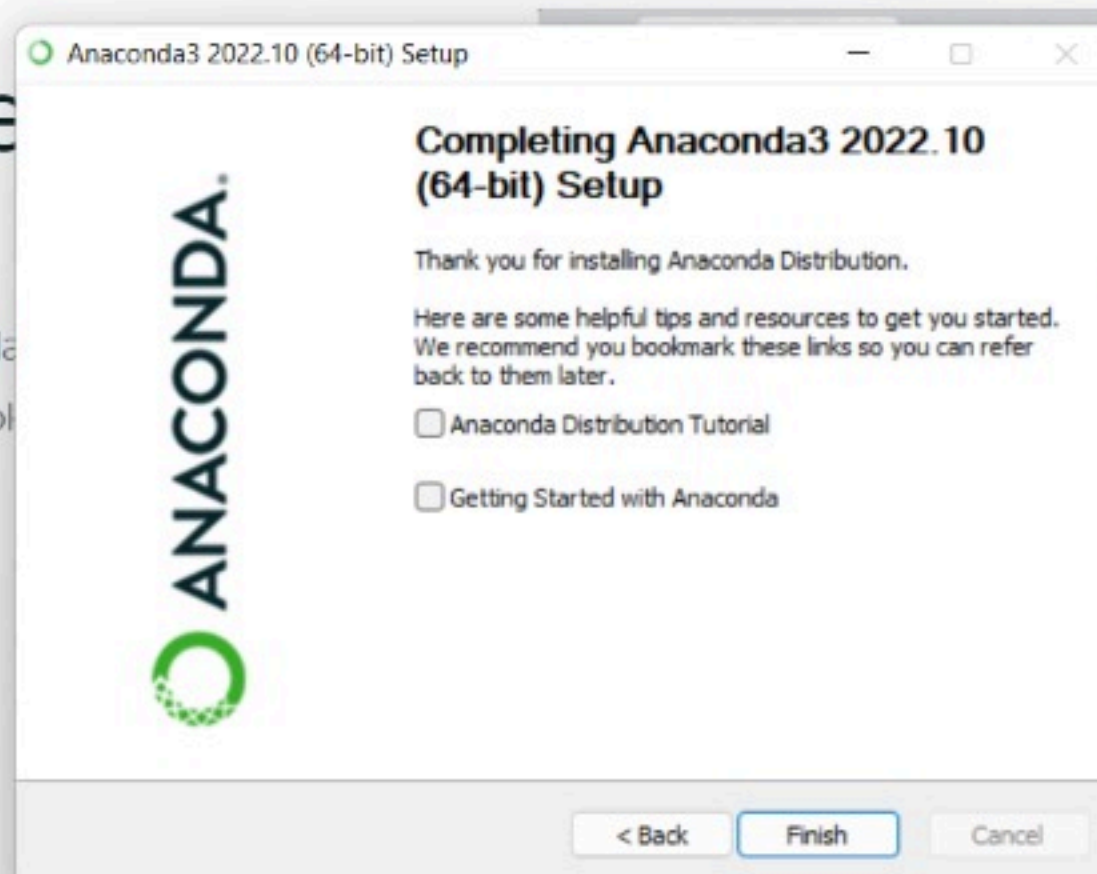 Anaconda3 2022.10 (64-bit) Setup
Completing Anaconda3 2022.10
(64-bit) Setup
Thank you for installing Anaconda Distribution.
Here are some helpful tips and resources to get you started.
We recommend you bookmark these links so you can refer
back to them later.
Anaconda Distribution Tutorial
Getting Started with Anaconda
ANACONDA.
< Back
Finish
Cancel